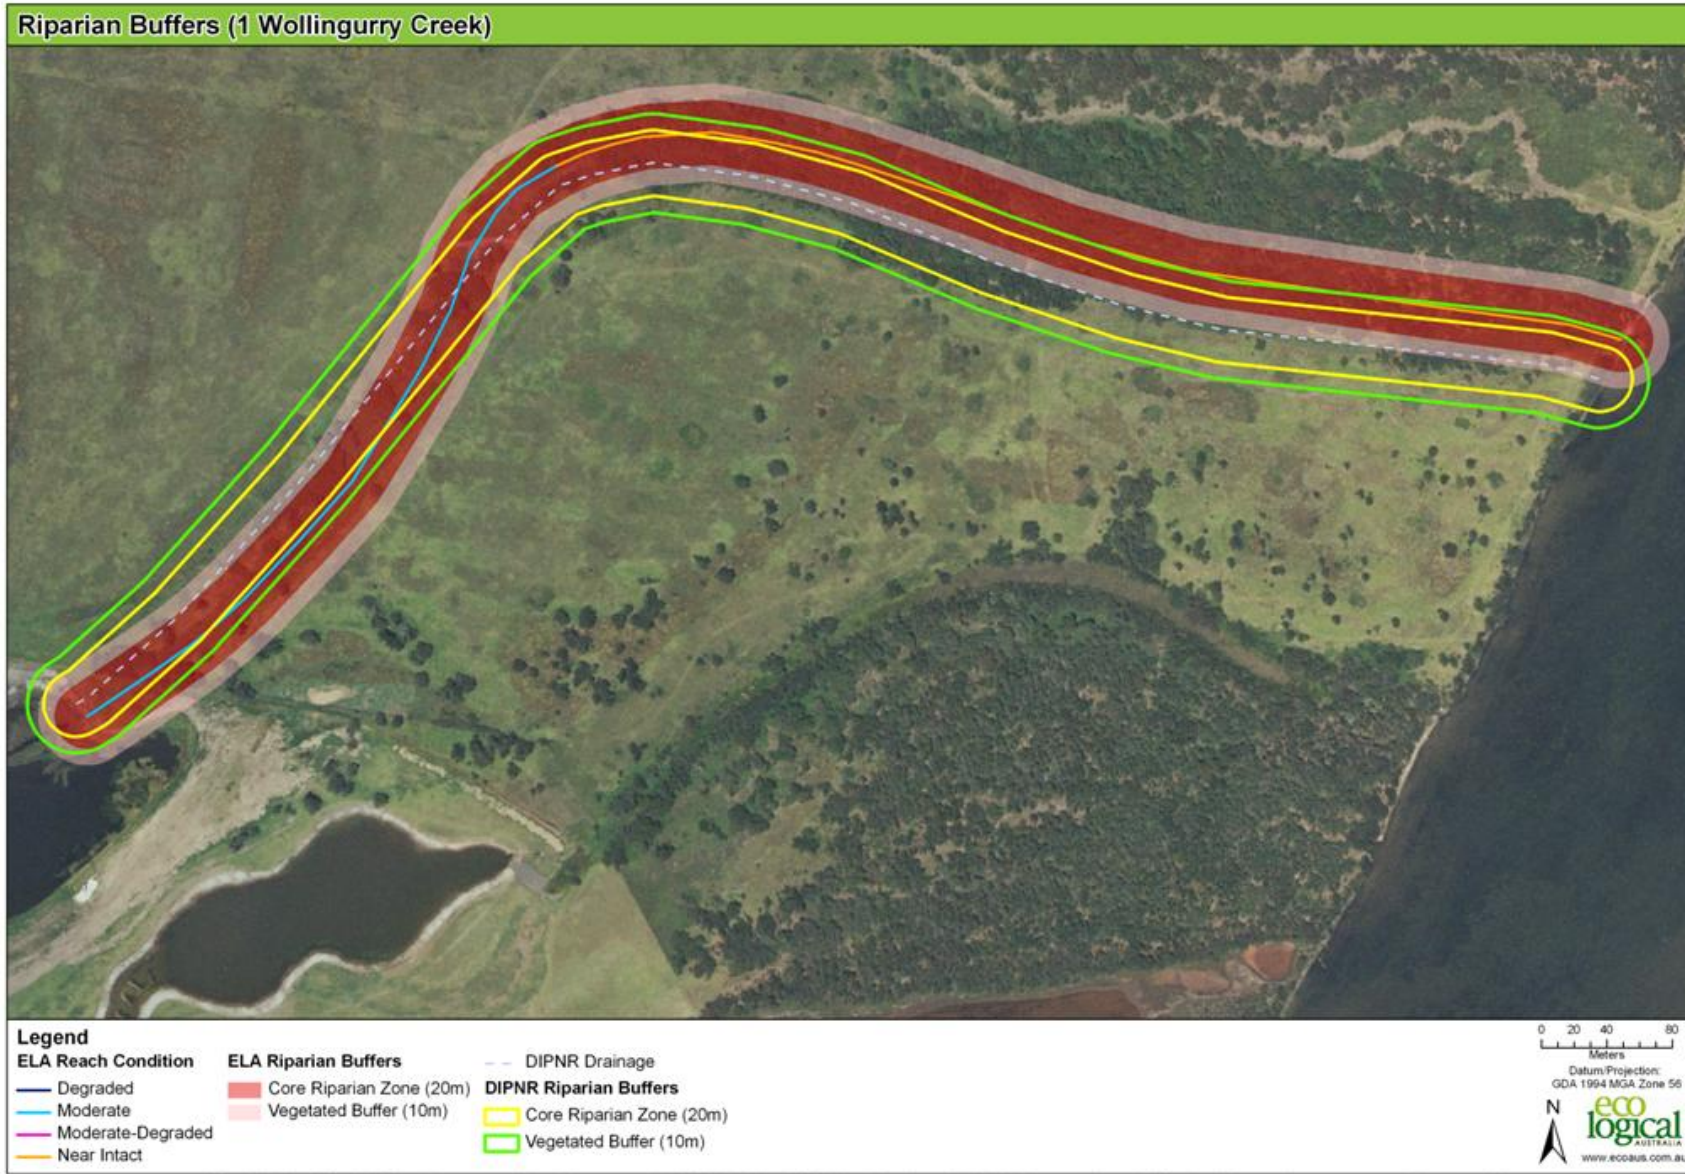 Riparian Buffers (1 Wollingurry Creek)
Legend
ELA Reach Condition
Degraded
Moderate
Moderate-Degraded
Near Intact
ELA Riparian Buffers
Core Riparian Zone (20m)
Vegetated Buffer (10m)
DIPNR Drainage
DIPNR Riparian Buffers
Core Riparian Zone (20m)
Vegetated Buffer (10m)
0 20 40 80
Meters
Datum/Projection:
GDA 1994 MGA Zone 56
N
eco
logical
AUSTRALIA
www.ecoaus.com.au